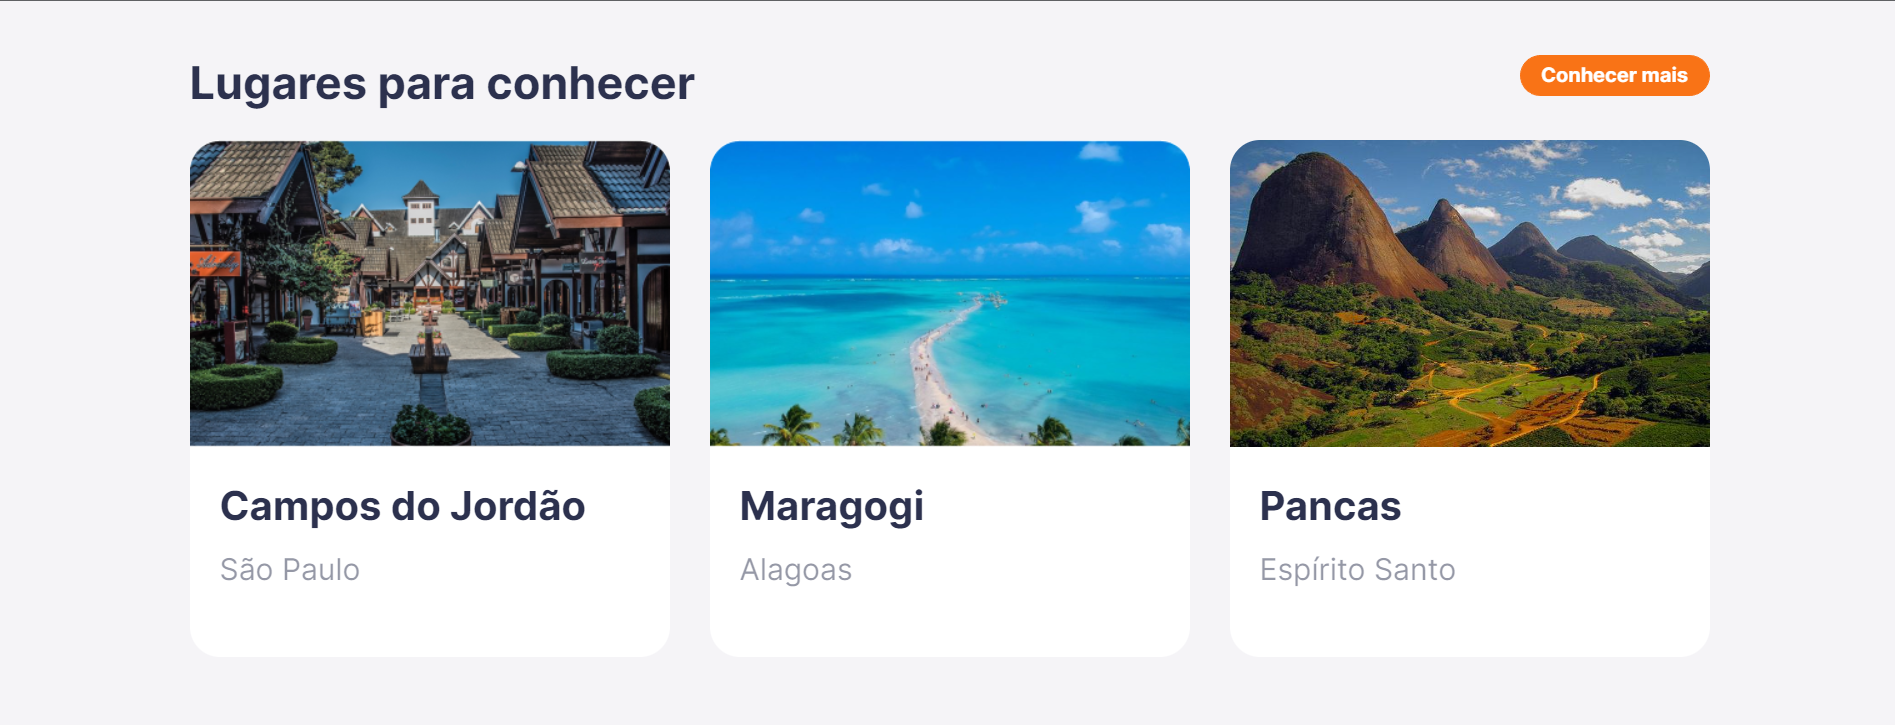 Lugares para conhecer
Conhecer mais
Campos do Jordão
São Paulo
Maragogi
Alagoas
Pancas
Espírito Santo